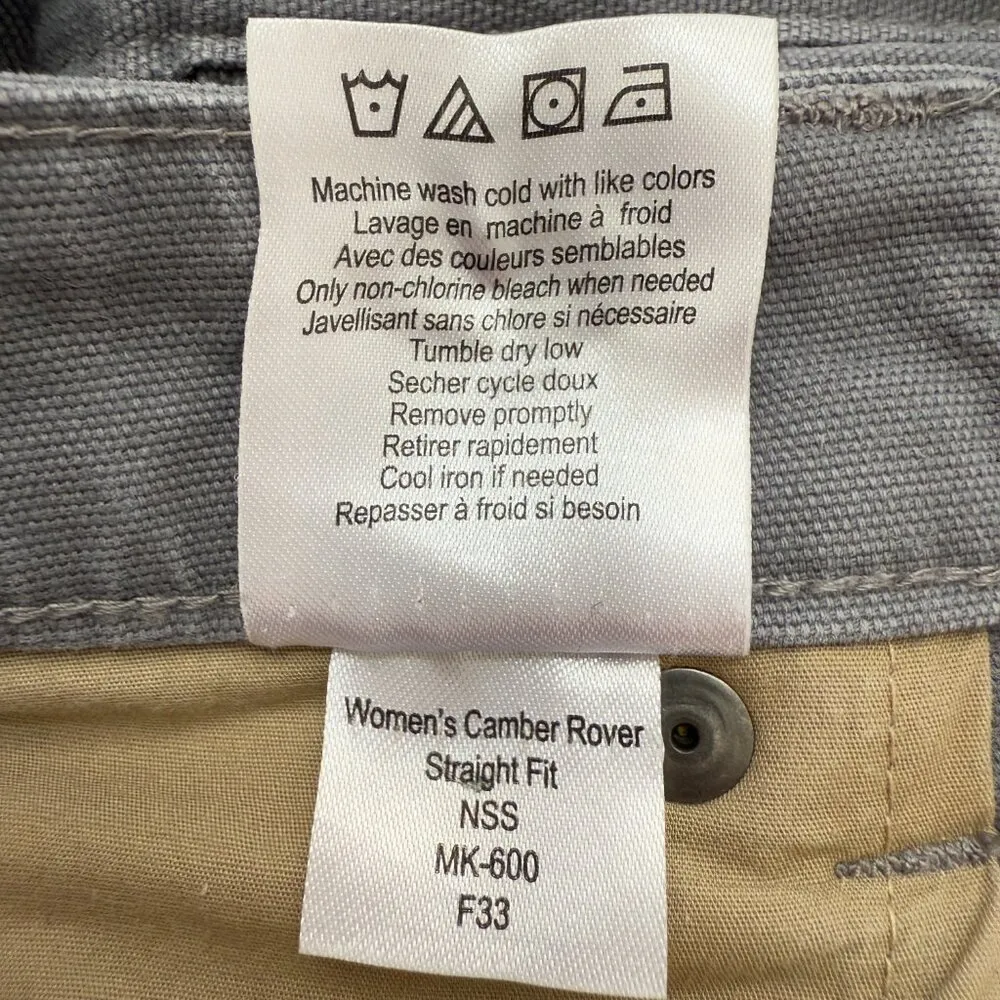 Machine wash cold with like colors
Lavage en machine à froid
Avec des couleurs semblables
Only non-chlorine bleach when needed
Javellisant sans chlore si nécessaire
Tumble dry low
Secher cycle doux
Remove promptly
Retirer rapidement
Cool iron if needed
Repasser à froid si besoin
Women's Camber Rover
Straight Fit
NSS
MK-600
F33